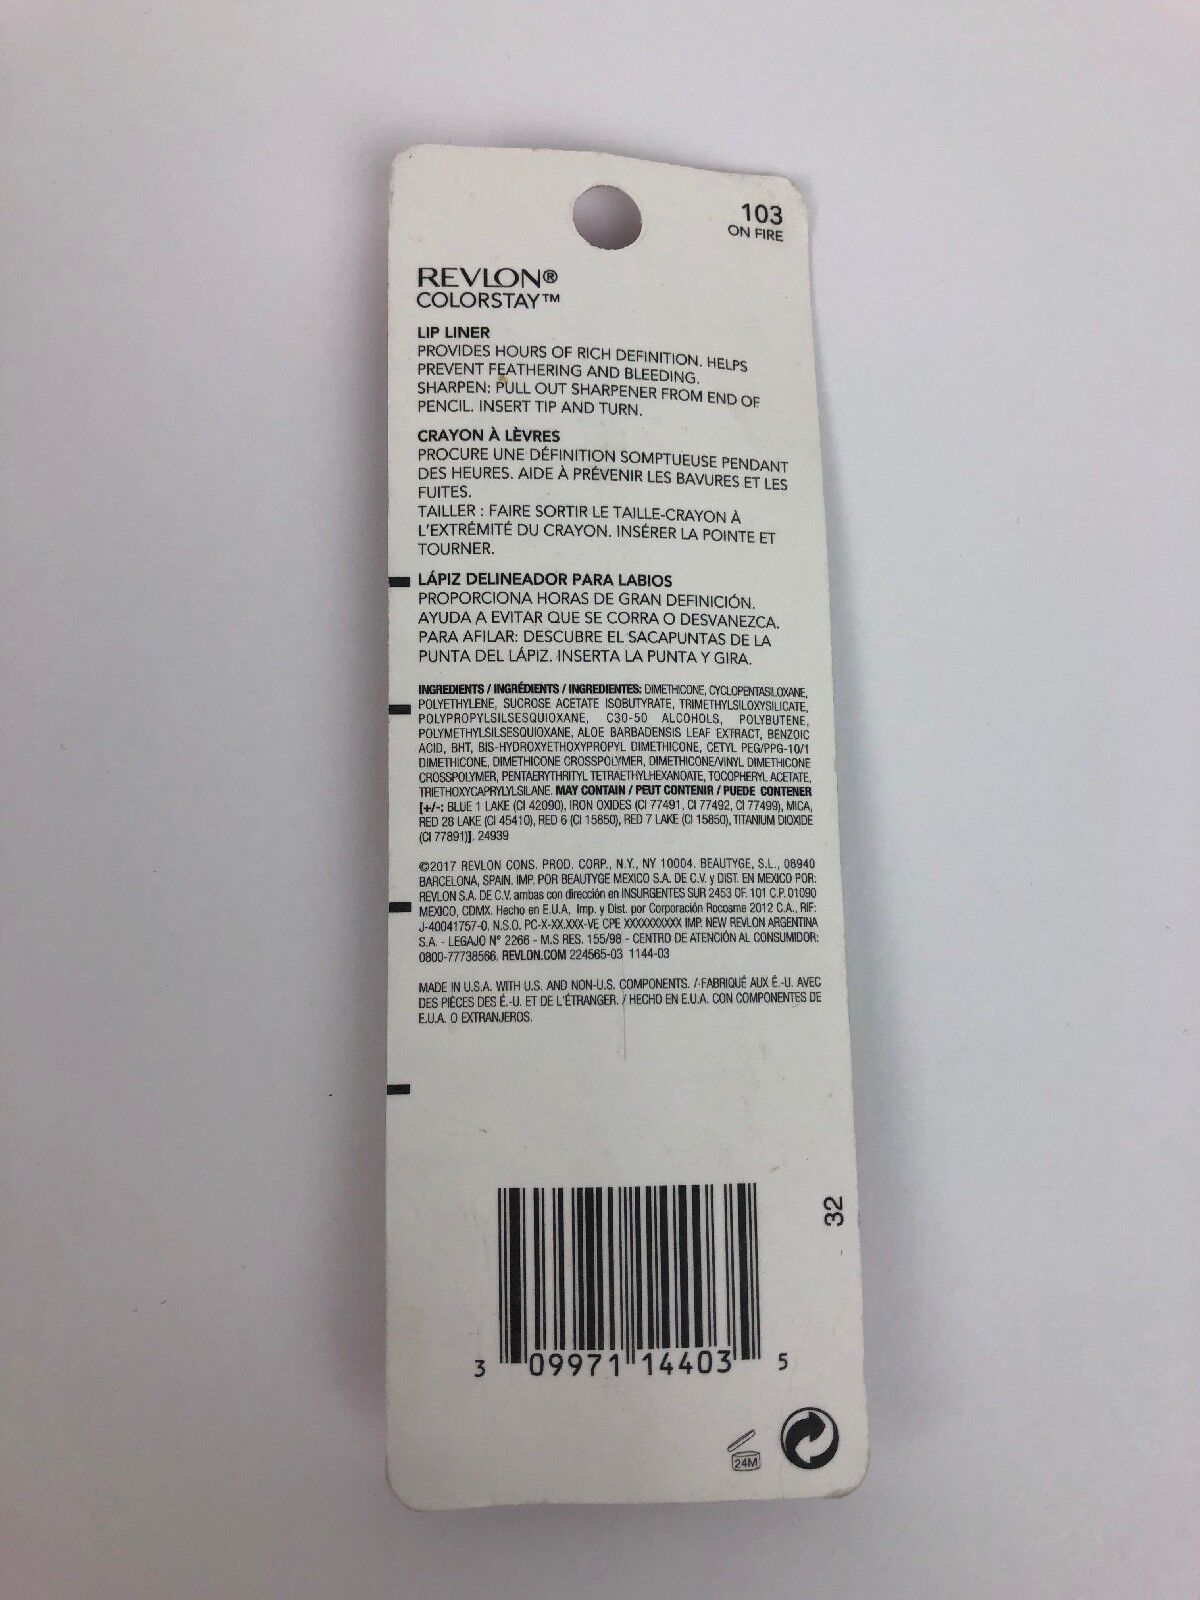 103
ON FIRE
REVLON®
COLORSTAY™
LIP LINER
PROVIDES HOURS OF RICH DEFINITION. HELPS
PREVENT FEATHERING AND BLEEDING.
SHARPEN: PULL OUT SHARPENER FROM END OF
PENCIL. INSERT TIP AND TURN.
CRAYON À LÈVRES
PROCURE UNE DÉFINITION SOMPTUEUSE PENDANT
DES HEURES. AIDE À PRÉVENIR LES BAVURES ET LES
FUITES.
TAILLER : FAIRE SORTIR LE TAILLE-CRAYON À
L'EXTRÉMITÉ DU CRAYON. INSÉRER LA POINTE ET
TOURNER.
LÁPIZ DELINEADOR PARA LABIOS
PROPORCIONA HORAS DE GRAN DEFINICIÓN.
AYUDA A EVITAR QUE SE CORRA O DESVANEZCA.
PARA AFILAR: DESCUBRE EL SACAPUNTAS DE LA
PUNTA DEL LÁPIZ. INSERTA LA PUNTA Y GIRA.
INGREDIENTS / INGRÉDIENTS / INGREDIENTES: DIMETHICONE, CYCLOPENTASILOXANE,
POLYETHYLENE, SUCROSE ACETATE ISOBUTYRATE, TRIMETHYLSILOXYSILICATE,
POLYPROPYLSILSESQUIOXANE, C30-50 ALCOHOLS, POLYBUTENE,
POLYMETHYLSILSESQUIOXANE, ALOE BARBADENSIS LEAF EXTRACT, BENZOIC
ACID, BHT, BIS-HYDROXYETHOXYPROPYL DIMETHICONE, CETYL PEG/PPG-10/1
DIMETHICONE, DIMETHICONE CROSSPOLYMER, DIMETHICONE/VINYL DIMETHICONE
CROSSPOLYMER, PENTAERYTHRITYL TETRAETHYLHEXANOATE, TOCOPHERYL ACETATE,
TRIETHOXYCAPRYLYLSILANE. MAY CONTAIN / PEUT CONTENIR / PUEDE CONTENER
[+/-: BLUE 1 LAKE (CI 42090), IRON OXIDES (CI 77491, CI 77492, CI 77499), MICA,
RED 28 LAKE (CI 45410), RED 6 (CI 15850), RED 7 LAKE (CI 15850), TITANIUM DIOXIDE
(CI 77891)]. 24939
©2017 REVLON CONS. PROD. CORP., N.Y., NY 10004. BEAUTYGE, S.L., 08940
BARCELONA, SPAIN. IMP. POR BEAUTYGE MEXICO S.A. DE C.V. y DIST. EN MEXICO POR:
REVLON S.A. DE C.V. ambas con dirección en INSURGENTES SUR 2453 OF. 101 C.P. 01090
MEXICO, CDMX. Hecho en E.U.A. Imp. y Dist. por Corporación Rocosme 2012 C.A., RIF:
J-40041757-0. N.S.O. PC-X-XX.XXX-VE CPE XXXXXXXXXX IMP. NEW REVLON ARGENTINA
S.A. - LEGAJO N° 2266 - M.S RES. 155/98 - CENTRO DE ATENCIÓN AL CONSUMIDOR:
0800-77738566. REVLON.COM 224565-03 1144-03
MADE IN U.S.A. WITH U.S. AND NON-U.S. COMPONENTS. / FABRIQUÉ AUX É.-U. AVEC
DES PIÈCES DES É.-U. ET DE L'ÉTRANGER. / HECHO EN E.U.A. CON COMPONENTES DE
E.U.A. O EXTRANJEROS.
32
3 09971 14403 5
24M